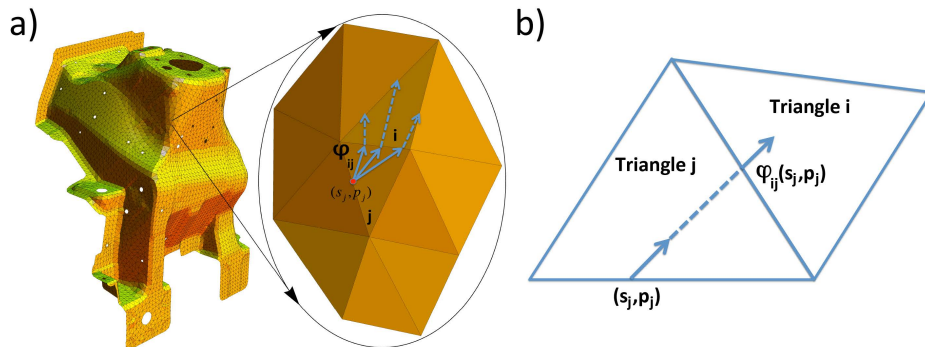 a)
i
φij
(sj,pj)
j
b)
Triangle i
Triangle j
φij(sj,pj)
(sj,pj)